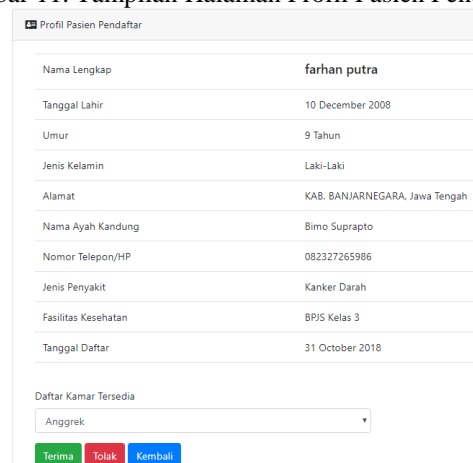 Profil Pasien Pendaftar
Nama Lengkap farhan putra
Tanggal Lahir 10 December 2008
Umur 9 Tahun
Jenis Kelamin Laki-Laki
Alamat KAB. BANJARNEGARA, Jawa Tengah
Nama Ayah Kandung Bimo Suprapto
Nomor Telepon/HP 082327265986
Jenis Penyakit Kanker Darah
Fasilitas Kesehatan BPJS Kelas 3
Tanggal Daftar 31 October 2018
Daftar Kamar Tersedia
Anggrek
Terima Tolak Kembali